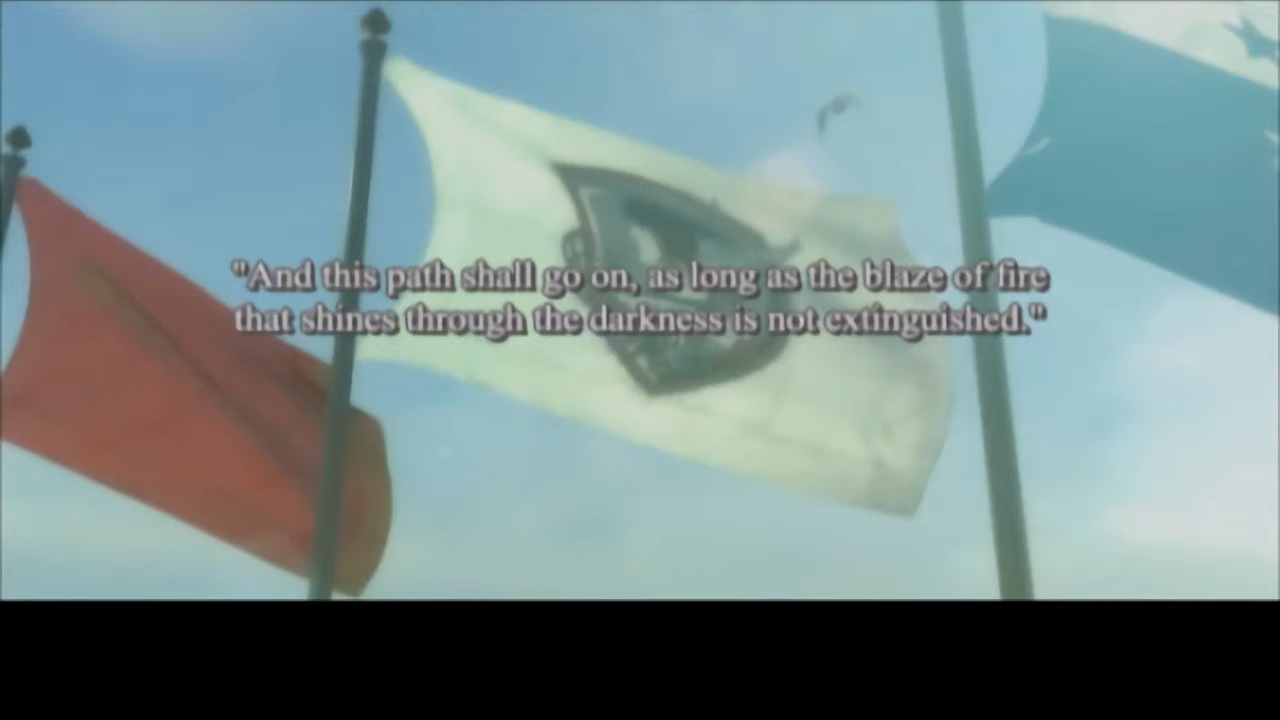 "And this path shall go on, as long as the blaze of fire
that shines through the darkness is not extinguished."